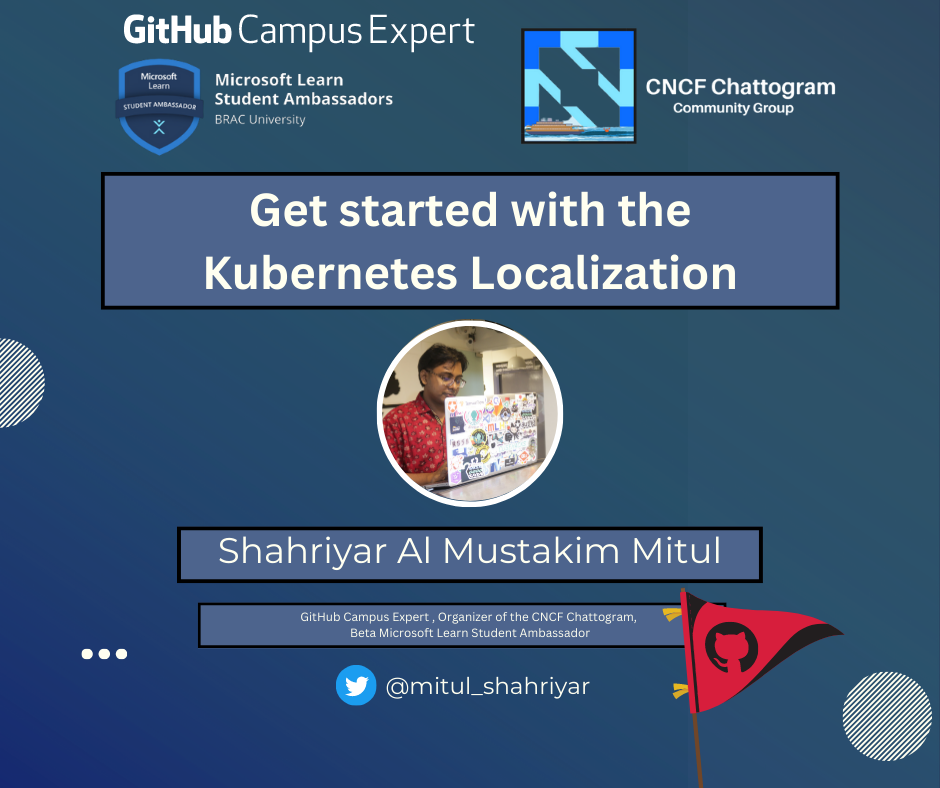 GitHub Campus Expert
Microsoft
Learn
STUDENT AMBASSADOR
Microsoft Learn
Student Ambassadors
BRAC University
CNCF Chattogram
Community Group
Get started with the
Kubernetes Localization
Shahriyar Al Mustakim Mitul
GitHub Campus Expert , Organizer of the CNCF Chattogram,
Beta Microsoft Learn Student Ambassador
@mitul_shahriyar